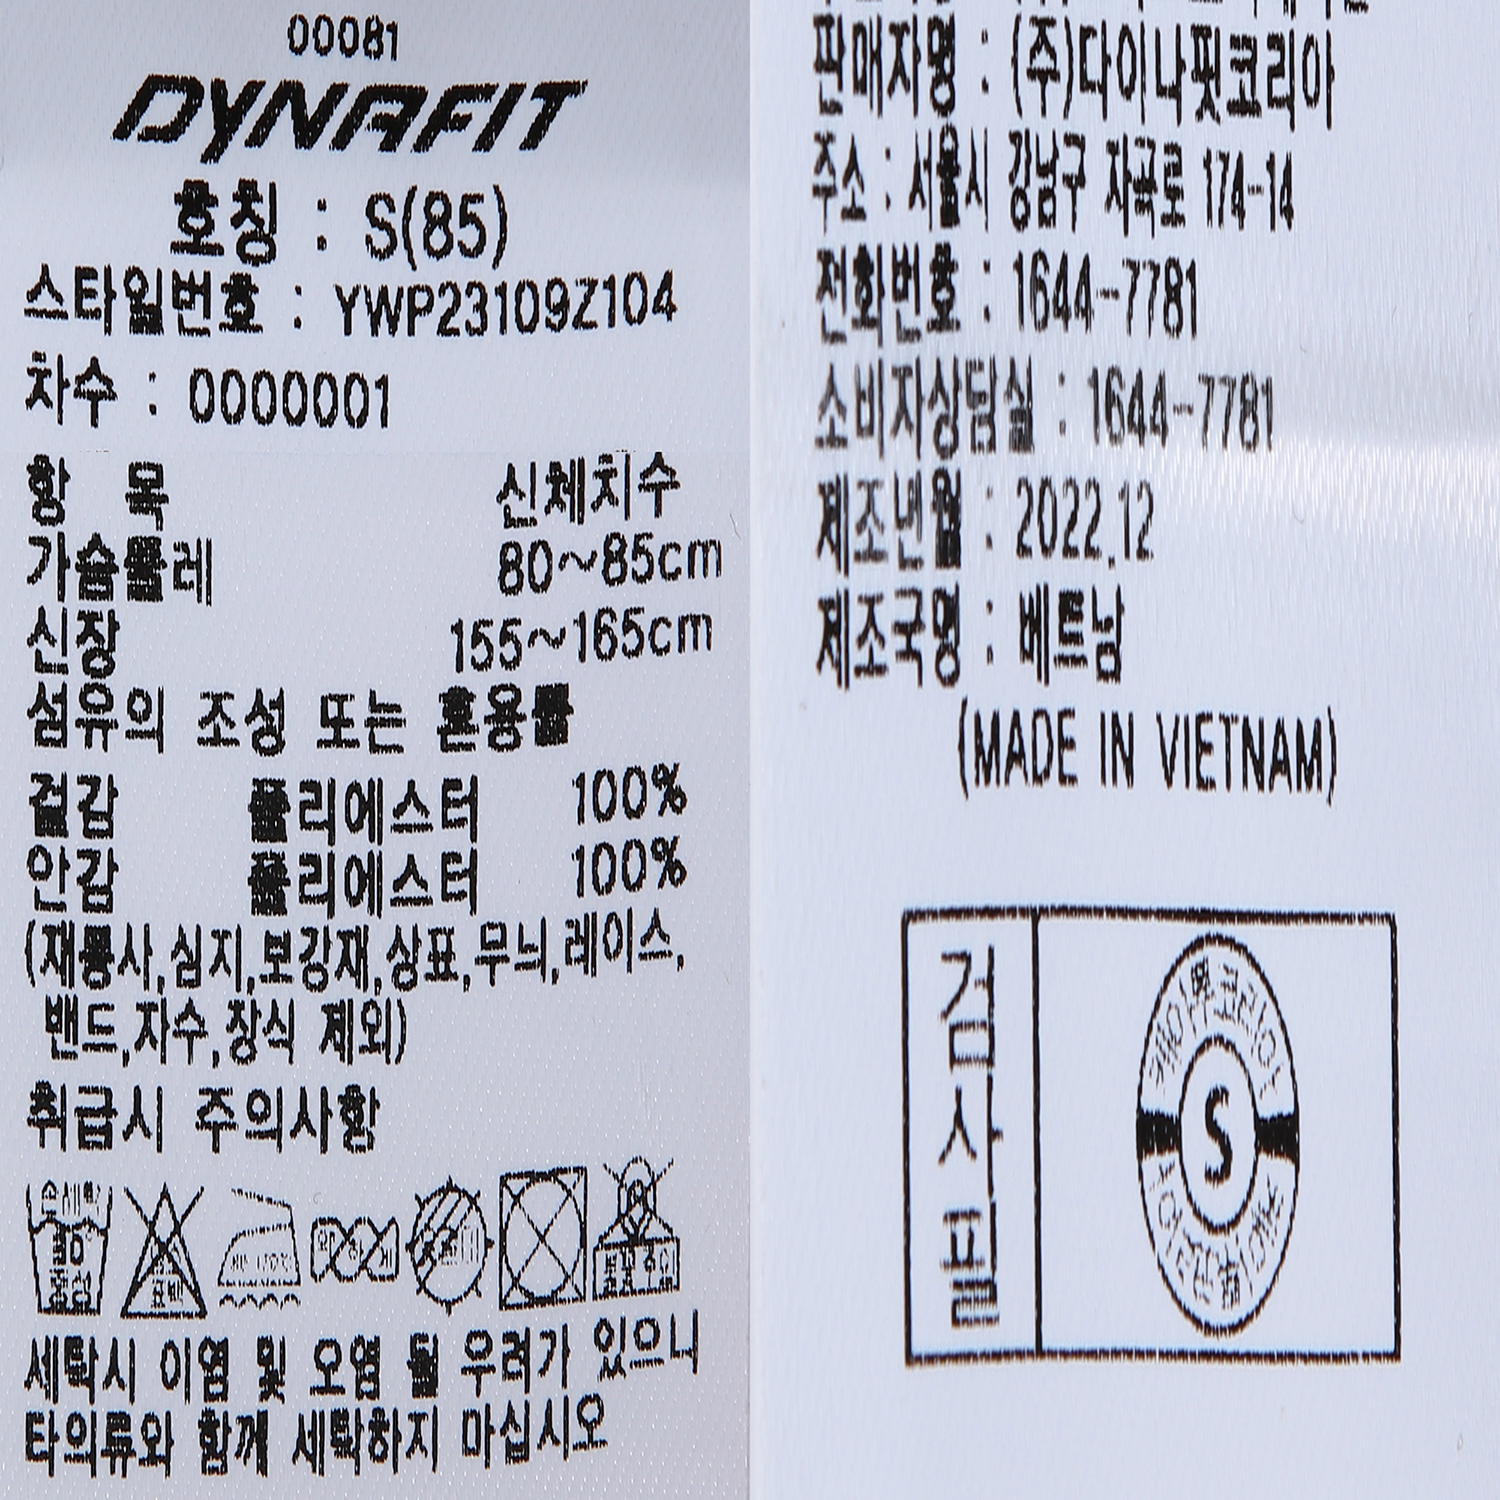 00081
DYNAFIT
호칭 : S(85)
스타일번호 : YWP23109Z104
차수 : 0000001
항 목 신체치수
가슴둘레 80~85cm
신장 155~165cm
섬유의 조성 또는 혼용률
겉감 폴리에스터 100%
안감 폴리에스터 100%
(재봉사,심지,보강재,상표,무늬,레이스,
밴드,자수,장식 제외)
취급시 주의사항
손세탁
30°
중성
세탁시 이염 및 오염 될 우려가 있으니
타의류와 함께 세탁하지 마십시오
판매자명 : (주)다이나핏코리아
주소 : 서울시 강남구 자곡로 174-14
전화번호 : 1644-7781
소비자상담실 : 1644-7781
제조년월 : 2022.12
제조국명 : 베트남
(MADE IN VIETNAM)
검사필
S